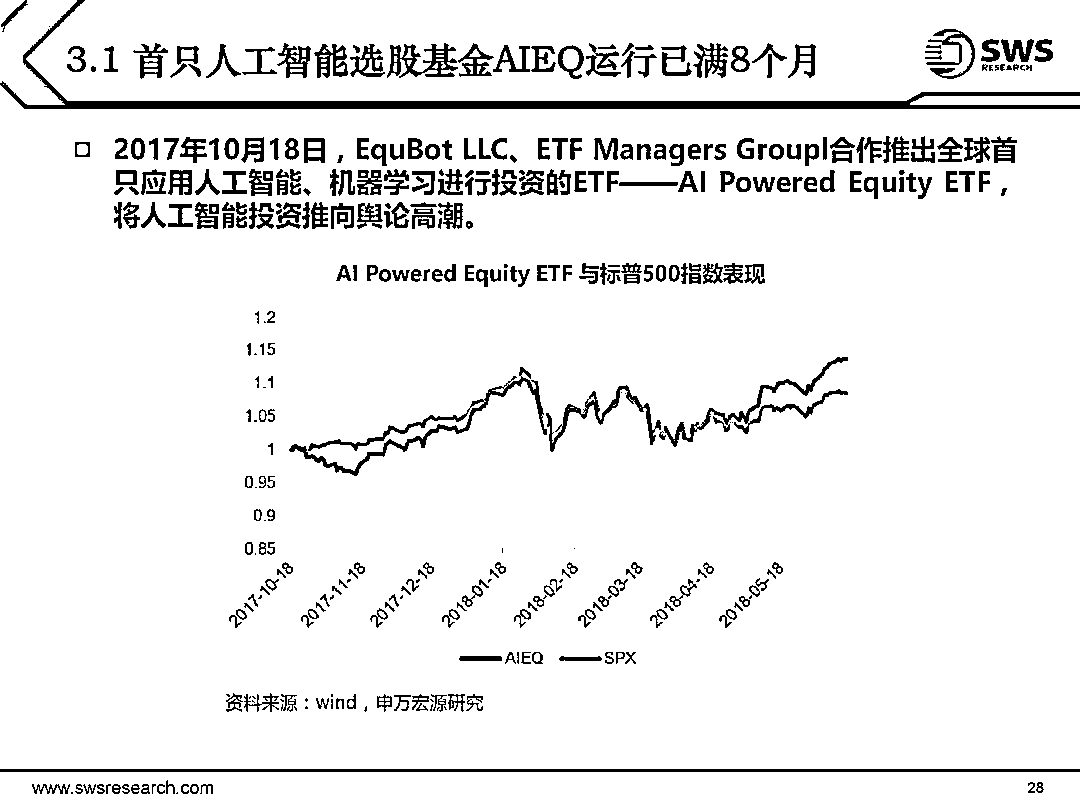 3.1 首只人工智能选股基金AIEQ运行已满8个月
SWS
RESEARCH
2017年10月18日，EquBot LLC、ETF Managers Groupl合作推出全球首
只应用人工智能、机器学习进行投资的ETF——AI Powered Equity ETF，
将人工智能投资推向舆论高潮。
AI Powered Equity ETF 与标普500指数表现
1.2
1.15
1.1
1.05
1
0.95
0.9
0.85
2017-10-18
2017-11-18
2017-12-18
2018-01-18
2018-02-18
2018-03-18
2018-04-18
2018-05-18
AIEQ SPX
资料来源：wind，申万宏源研究
www.swsresearch.com
28